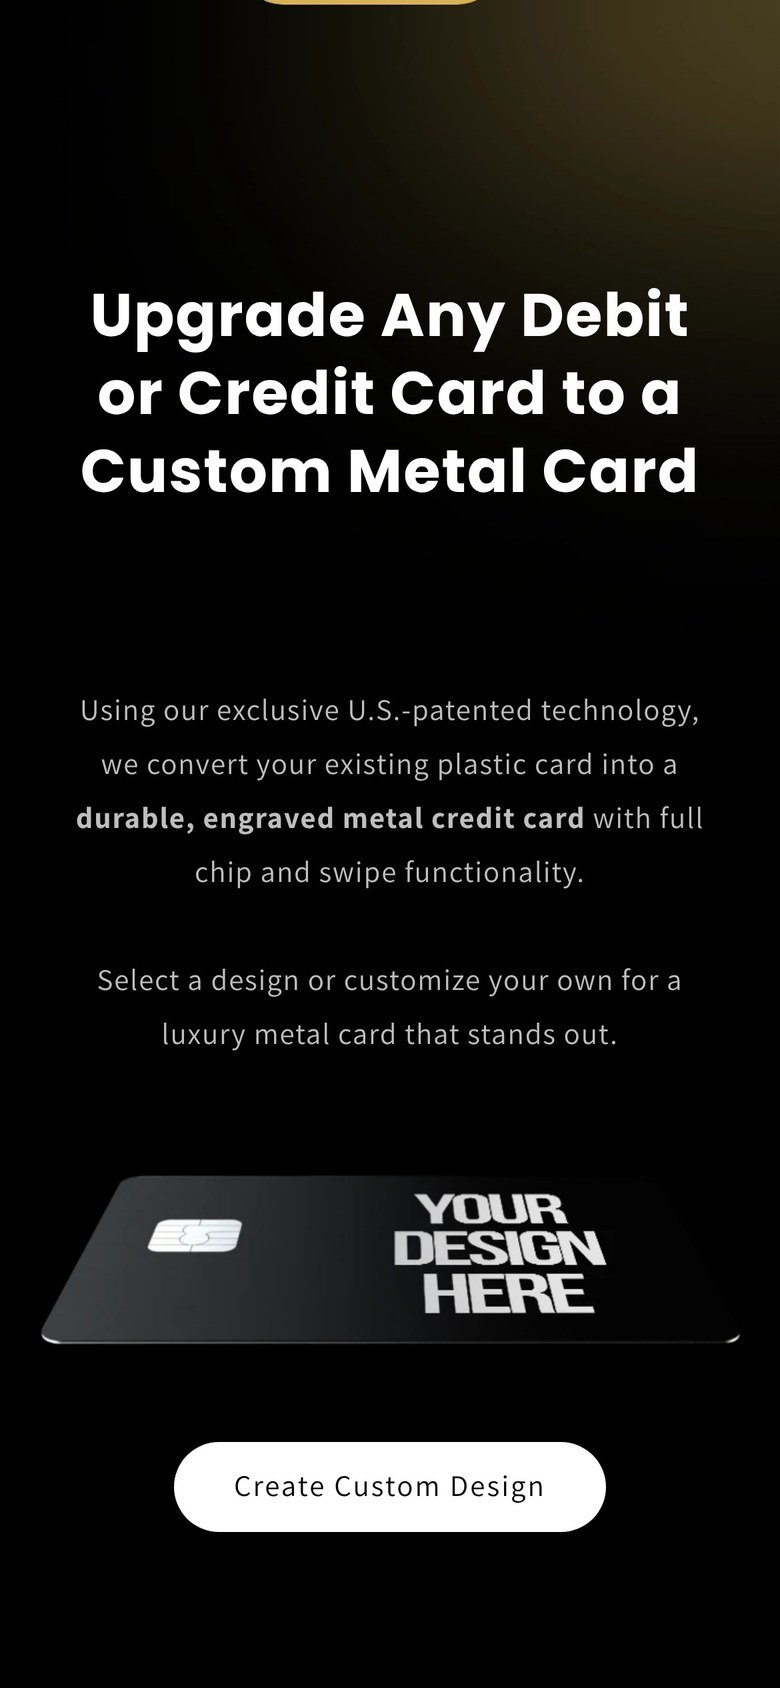 Upgrade Any Debit
or Credit Card to a
Custom Metal Card
Using our exclusive U.S.-patented technology,
we convert your existing plastic card into a
durable, engraved metal credit card with full
chip and swipe functionality.
Select a design or customize your own for a
luxury metal card that stands out.
YOUR
DESIGN
HERE
Create Custom Design